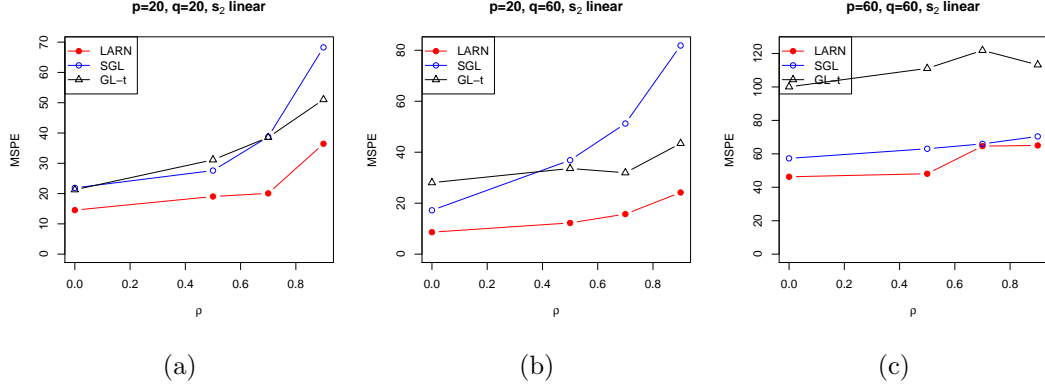 p=20, q=20, s₂ linear
LARN
SGL
GL−t
MSPE
0 10 20 30 40 50 60 70
0.0 0.2 0.4 0.6 0.8
ρ
(a)
p=20, q=60, s₂ linear
LARN
SGL
GL−t
MSPE
0 20 40 60 80
0.0 0.2 0.4 0.6 0.8
ρ
(b)
p=60, q=60, s₂ linear
LARN
SGL
GL−t
MSPE
0 20 40 60 80 100 120
0.0 0.2 0.4 0.6 0.8
ρ
(c)